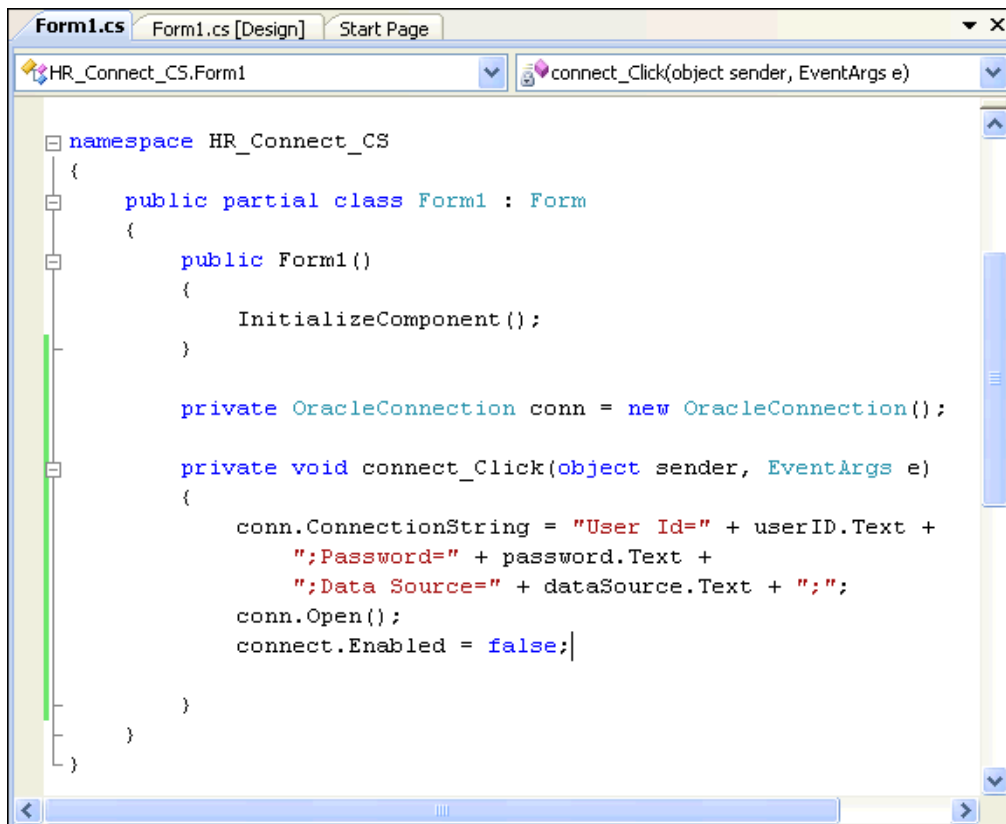 Form1.cs Form1.cs [Design] Start Page
HR_Connect_CS.Form1 connect_Click(object sender, EventArgs e)
namespace HR_Connect_CS
{
public partial class Form1 : Form
{
public Form1()
{
InitializeComponent();
}
private OracleConnection conn = new OracleConnection();
private void connect_Click(object sender, EventArgs e)
{
conn.ConnectionString = "User Id=" + userID.Text +
";Password=" + password.Text +
";Data Source=" + dataSource.Text + ";";
conn.Open();
connect.Enabled = false;
}
}
}